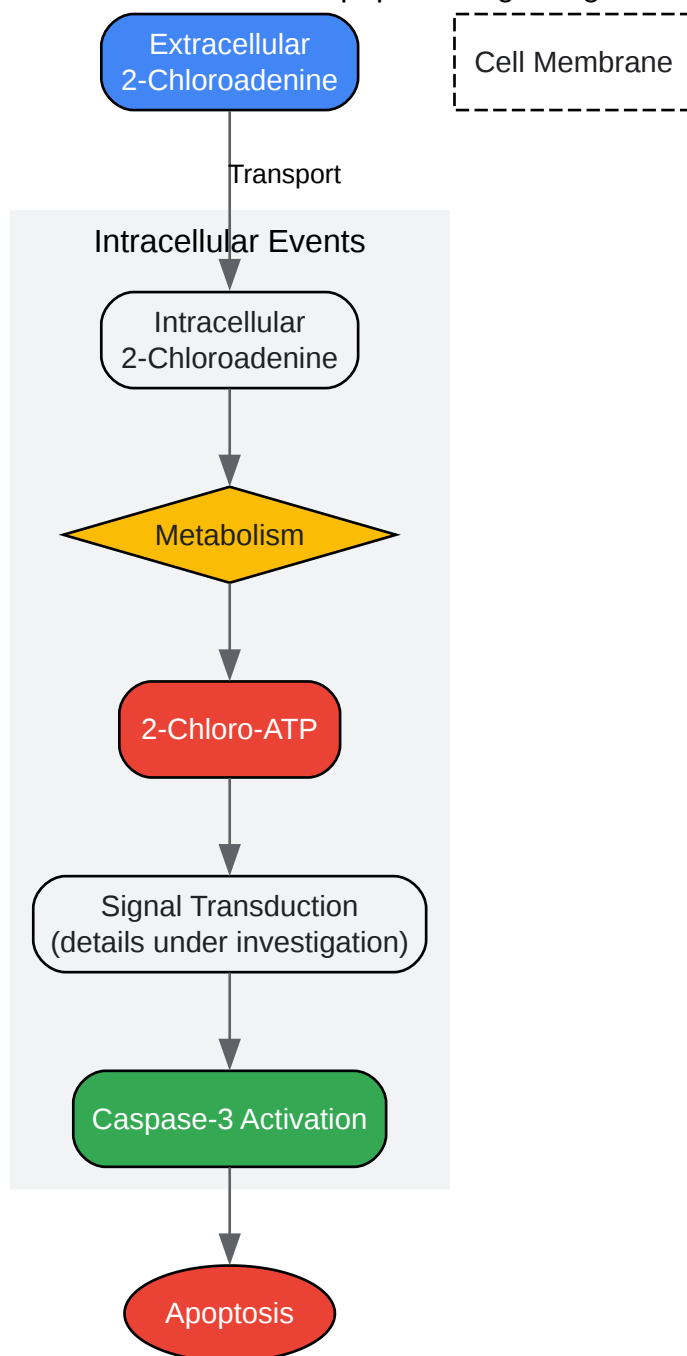 Extracellular
2-Chloroadenine
Cell Membrane
Transport
Intracellular Events
Intracellular
2-Chloroadenine
Metabolism
2-Chloro-ATP
Signal Transduction
(details under investigation)
Caspase-3 Activation
Apoptosis